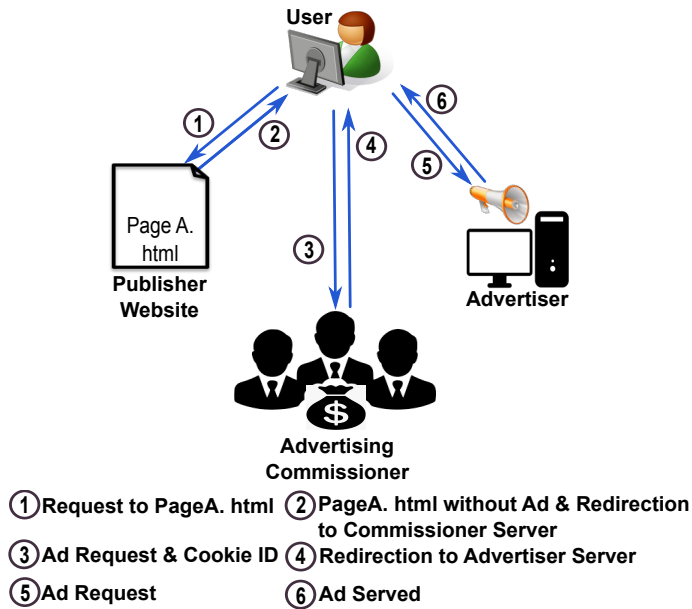 User
1
2
6
4
5
Page A.
html
3
Publisher
Website
Advertiser
$
Advertising
Commissioner
1 Request to PageA. html
2 PageA. html without Ad & Redirection
to Commissioner Server
3 Ad Request & Cookie ID
4 Redirection to Advertiser Server
5 Ad Request
6 Ad Served